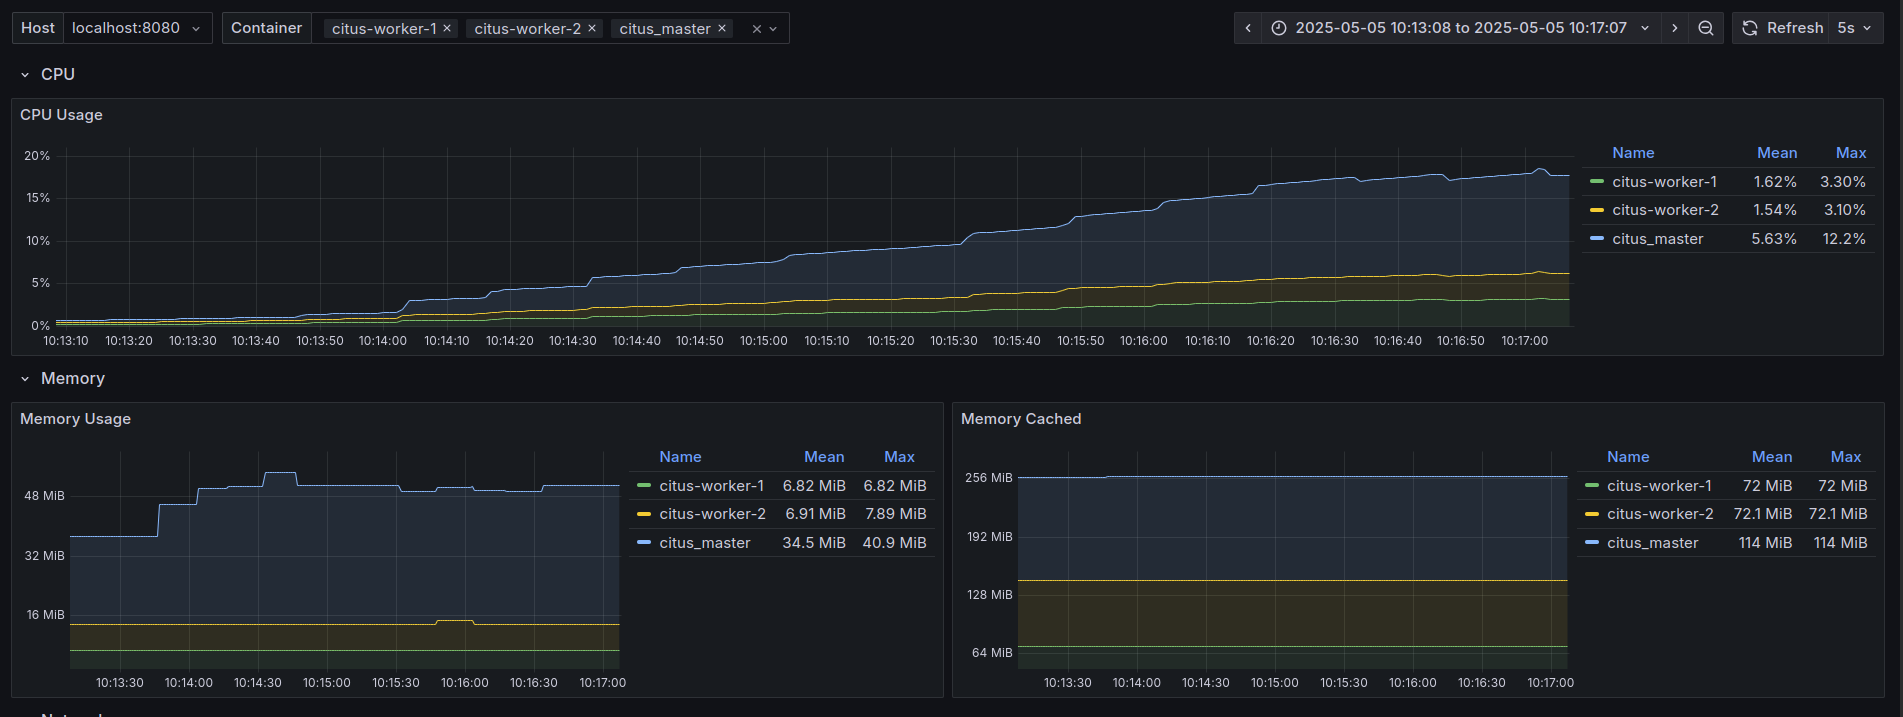 Host localhost:8080 Container citus-worker-1 × citus-worker-2 × citus_master × × 2025-05-05 10:13:08 to 2025-05-05 10:17:07 Refresh 5s
CPU
CPU Usage
20%
15%
10%
5%
0%
10:13:10 10:13:20 10:13:30 10:13:40 10:13:50 10:14:00 10:14:10 10:14:20 10:14:30 10:14:40 10:14:50 10:15:00 10:15:10 10:15:20 10:15:30 10:15:40 10:15:50 10:16:00 10:16:10 10:16:20 10:16:30 10:16:40 10:16:50 10:17:00
Name Mean Max
citus-worker-1 1.62% 3.30%
citus-worker-2 1.54% 3.10%
citus_master 5.63% 12.2%
Memory
Memory Usage
48 MiB
32 MiB
16 MiB
10:13:30 10:14:00 10:14:30 10:15:00 10:15:30 10:16:00 10:16:30 10:17:00
Name Mean Max
citus-worker-1 6.82 MiB 6.82 MiB
citus-worker-2 6.91 MiB 7.89 MiB
citus_master 34.5 MiB 40.9 MiB
Memory Cached
256 MiB
192 MiB
128 MiB
64 MiB
10:13:30 10:14:00 10:14:30 10:15:00 10:15:30 10:16:00 10:16:30 10:17:00
Name Mean Max
citus-worker-1 72 MiB 72 MiB
citus-worker-2 72.1 MiB 72.1 MiB
citus_master 114 MiB 114 MiB